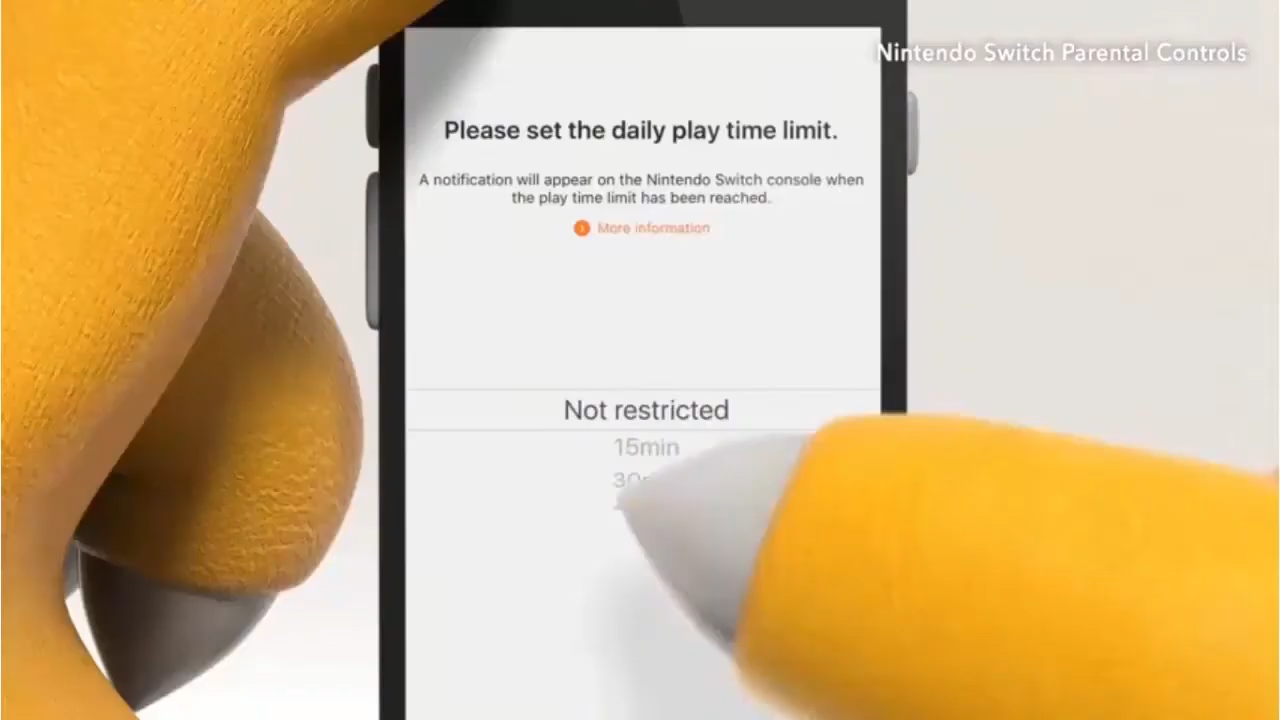 Nintendo Switch Parental Controls
Please set the daily play time limit.
A notification will appear on the Nintendo Switch console when
the play time limit has been reached.
More information
Not restricted
15min